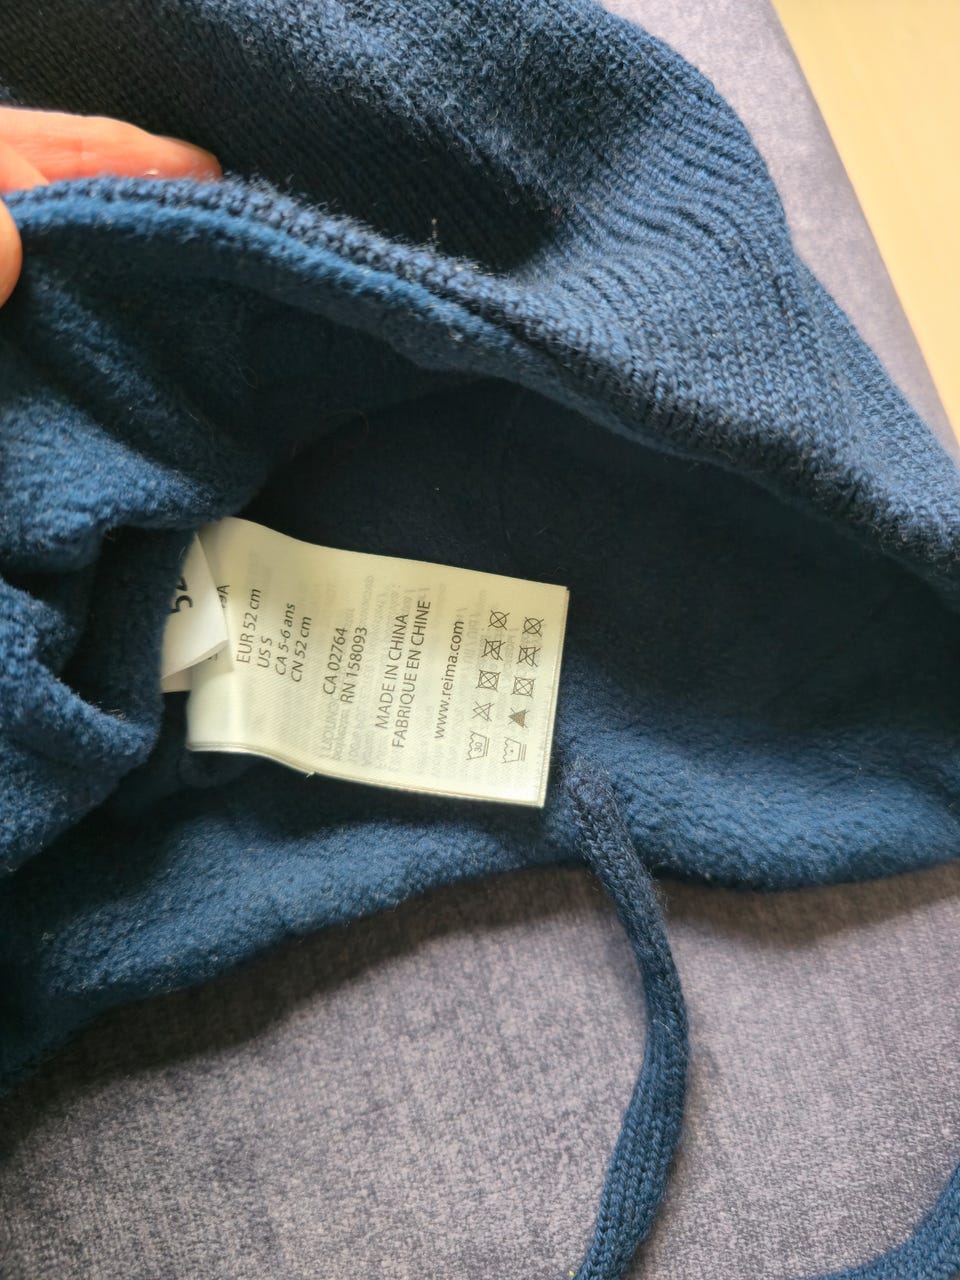 EUR 52 cm
US S
CA 5-6 ans
CN 52 cm
CA 02764
RN 158093
MADE IN CHINA
FABRIQUE EN CHINE
www.reima.com
30